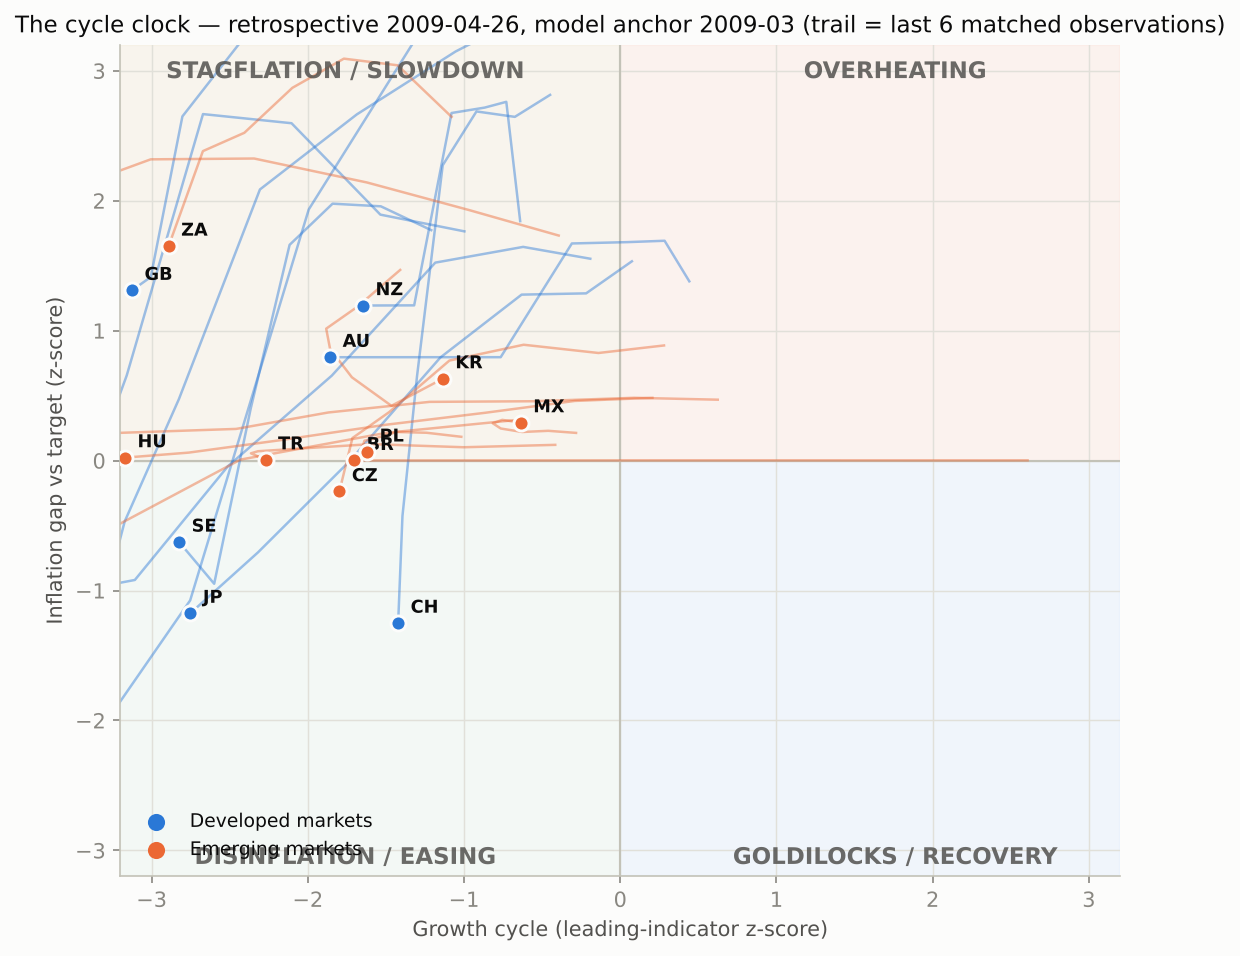 The cycle clock — retrospective 2009-04-26, model anchor 2009-03 (trail = last 6 matched observations)
STAGFLATION / SLOWDOWN
OVERHEATING
ZA
GB
NZ
AU
KR
MX
PL
BR
HU
TR
CZ
SE
JP
CH
Developed markets
Emerging markets
DISINFLATION / EASING
GOLDILOCKS / RECOVERY
3
2
1
0
−1
−2
−3
−3
−2
−1
0
1
2
3
Inflation gap vs target (z-score)
Growth cycle (leading-indicator z-score)